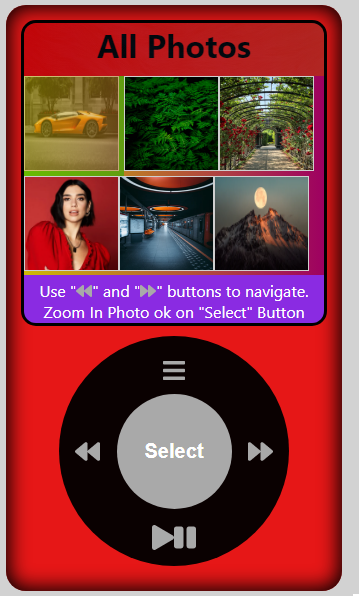 All Photos
Use "" and "" buttons to navigate.
Zoom In Photo ok on "Select" Button
Select